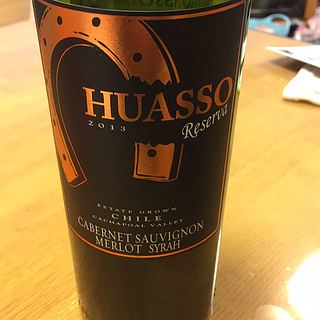 HUASSO
2013
Reserva
ESTATE GROWN
CHILE
CACHAPOAL VALLEY
CABERNET SAUVIGNON
MERLOT SYRAH